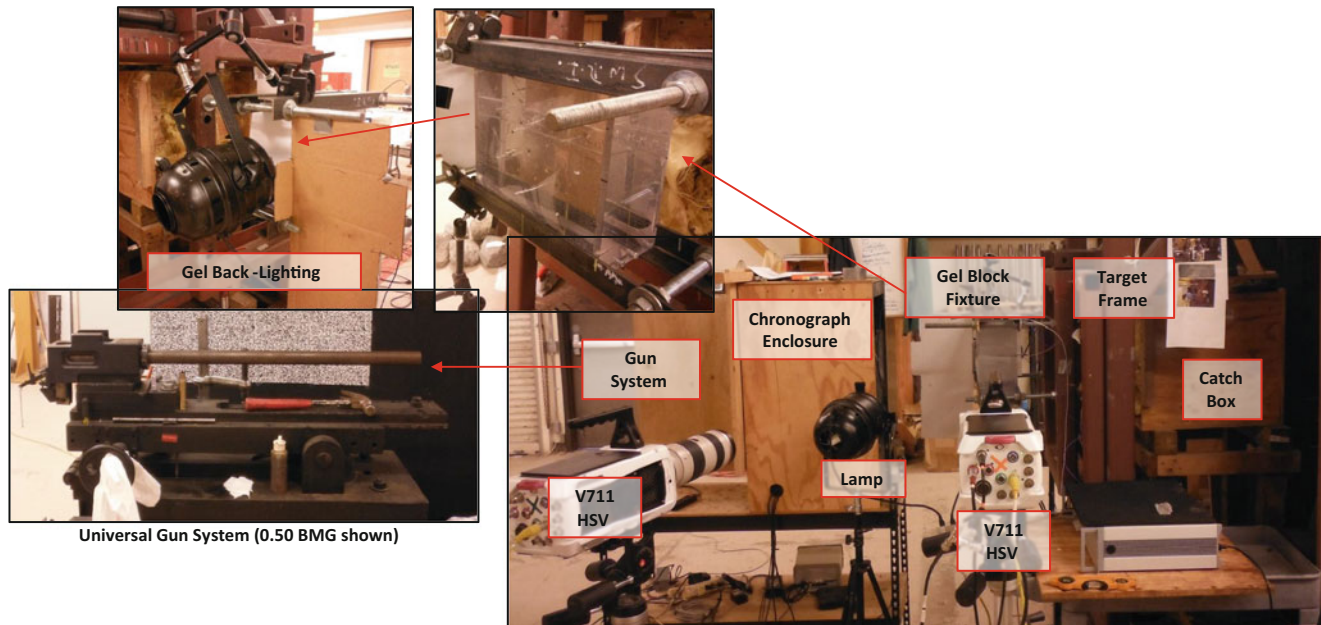 Gel Back -Lighting
S w R I
Universal Gun System (0.50 BMG shown)
Gun
System
Chronograph
Enclosure
Gel Block
Fixture
Target
Frame
Catch
Box
Lamp
V711
HSV
V711
HSV